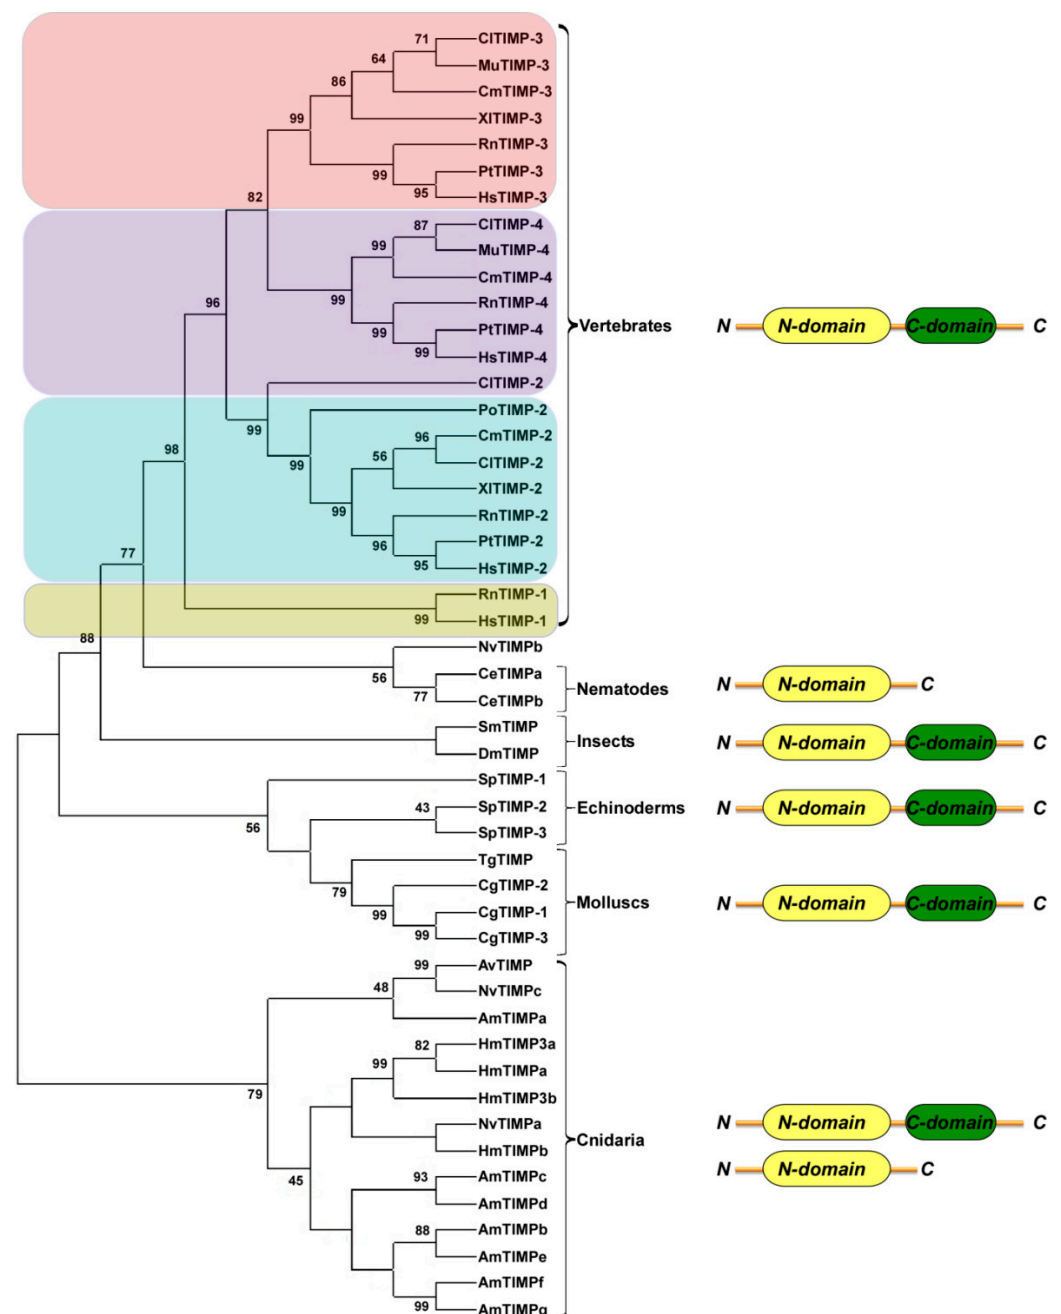 71
ClTIMP-3
MuTIMP-3
64
CmTIMP-3
86
XlTIMP-3
99
RnTIMP-3
99
PtTIMP-3
95
HsTIMP-3
82
ClTIMP-4
87
MuTIMP-4
99
CmTIMP-4
99
RnTIMP-4
96
99
PtTIMP-4
99
HsTIMP-4
Vertebrates
N N-domain C-domain C
ClTIMP-2
99
PoTIMP-2
96
CmTIMP-2
98
99
56
ClTIMP-2
XlTIMP-2
99
RnTIMP-2
96
PtTIMP-2
77
95
HsTIMP-2
RnTIMP-1
99
HsTIMP-1
88
NvTIMPb
56
CeTIMPa
77
CeTIMPb
Nematodes
N N-domain C
SmTIMP
DmTIMP
Insects
N N-domain C-domain C
SpTIMP-1
56
43
SpTIMP-2
SpTIMP-3
Echinoderms
N N-domain C-domain C
TgTIMP
79
CgTIMP-2
99
CgTIMP-1
99
CgTIMP-3
Molluscs
N N-domain C-domain C
99
AvTIMP
48
NvTIMPc
AmTIMPa
79
82
HmTIMP3a
99
HmTIMPa
HmTIMP3b
NvTIMPa
HmTIMPb
45
93
AmTIMPc
AmTIMPd
88
AmTIMPb
AmTIMPe
AmTIMPf
99
AmTIMPg
Cnidaria
N N-domain C-domain C
N N-domain C